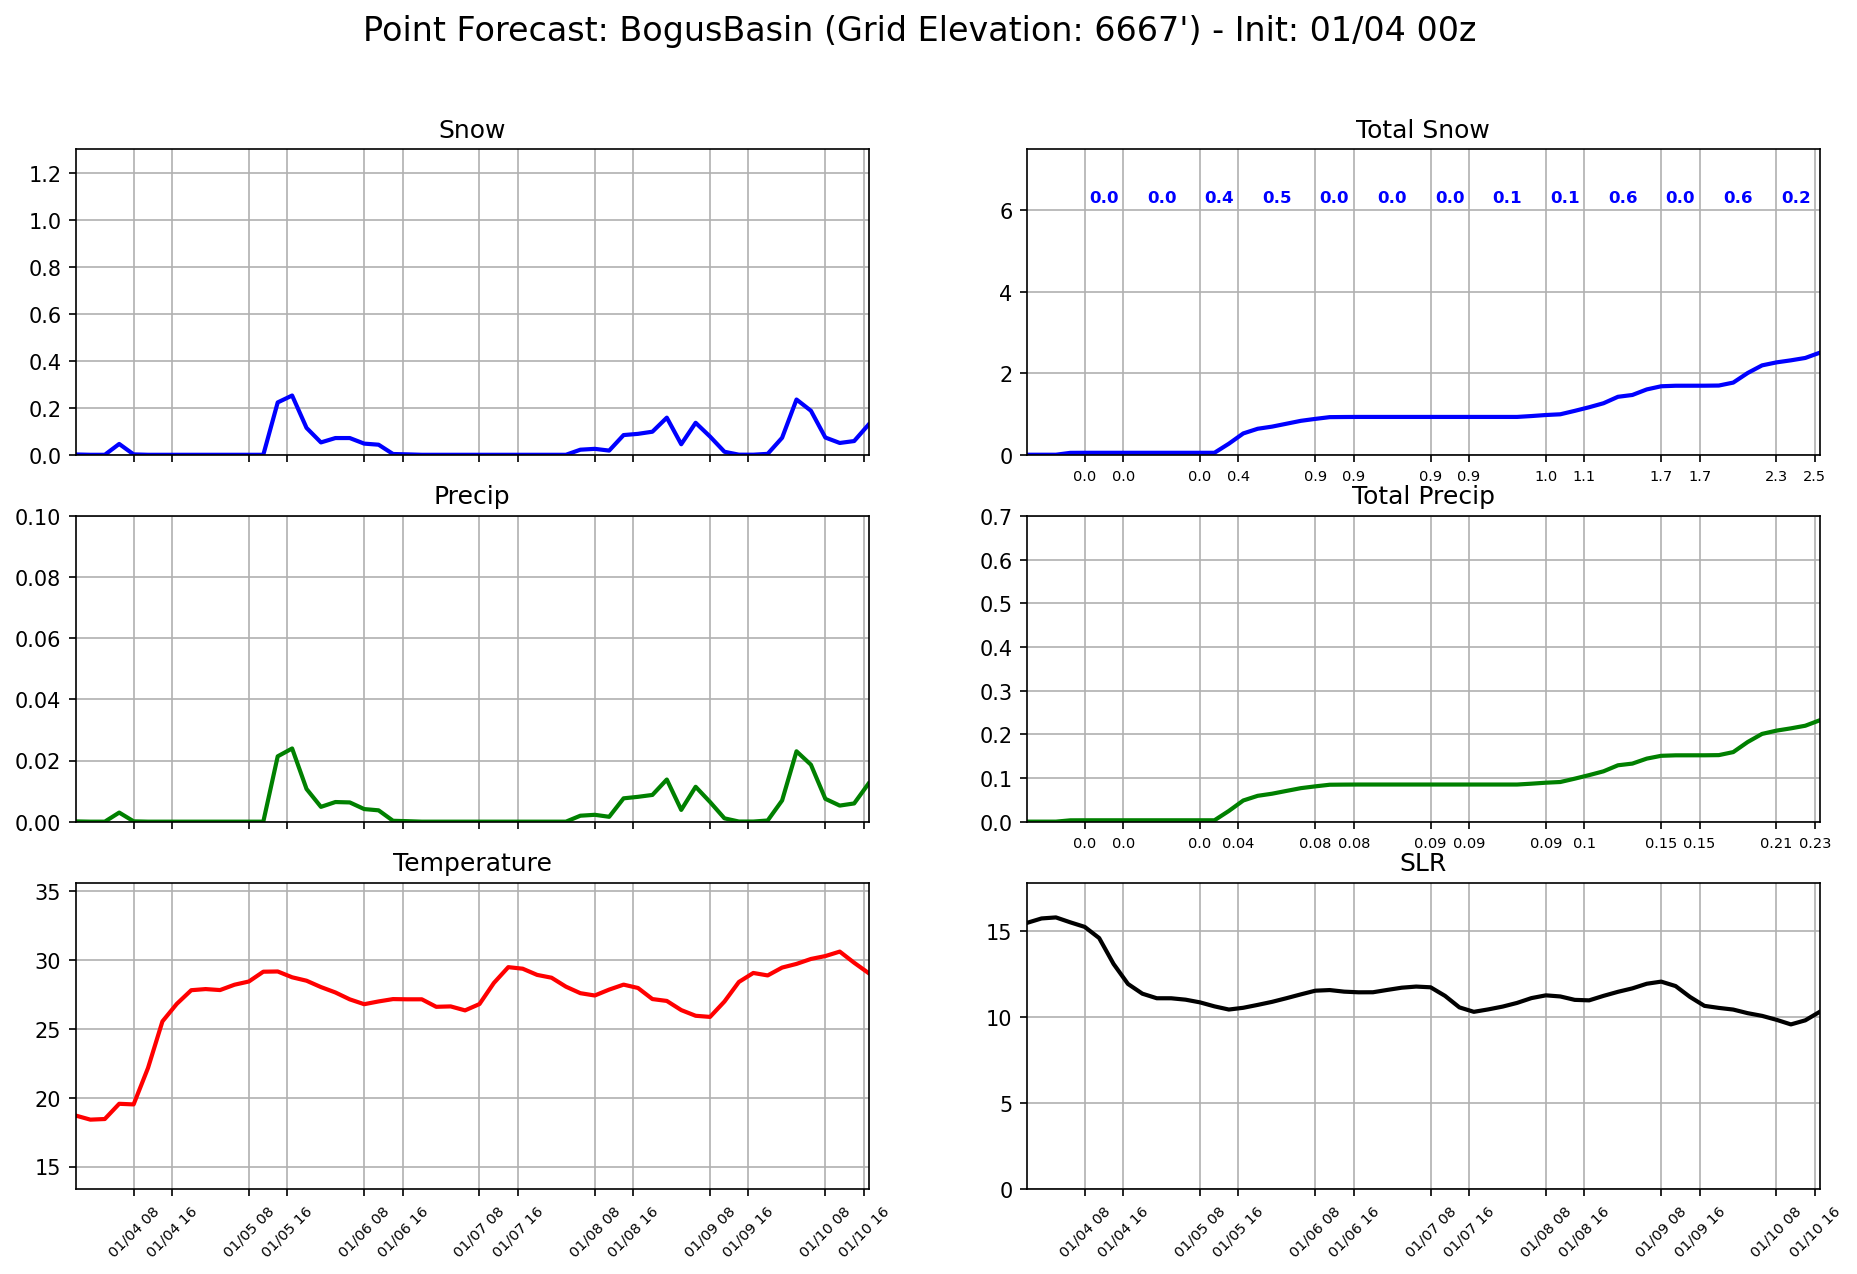 Point Forecast: BogusBasin (Grid Elevation: 6667') - Init: 01/04 00z
Snow
1.2
1.0
0.8
0.6
0.4
0.2
0.0
Total Snow
0.0 0.0 0.4 0.5 0.0 0.0 0.0 0.1 0.1 0.6 0.0 0.6 0.2
6
4
2
0
0.0 0.0 0.0 0.4 0.9 0.9 0.9 0.9 1.0 1.1 1.7 1.7 2.3 2.5
Precip
0.10
0.08
0.06
0.04
0.02
0.00
Total Precip
0.7
0.6
0.5
0.4
0.3
0.2
0.1
0.0
0.0 0.0 0.0 0.04 0.08 0.08 0.09 0.09 0.09 0.1 0.15 0.15 0.21 0.23
Temperature
35
30
25
20
15
01/04 08 01/04 16 01/05 08 01/05 16 01/06 08 01/06 16 01/07 08 01/07 16 01/08 08 01/08 16 01/09 08 01/09 16 01/10 08 01/10 16
SLR
15
10
5
0
01/04 08 01/04 16 01/05 08 01/05 16 01/06 08 01/06 16 01/07 08 01/07 16 01/08 08 01/08 16 01/09 08 01/09 16 01/10 08 01/10 16